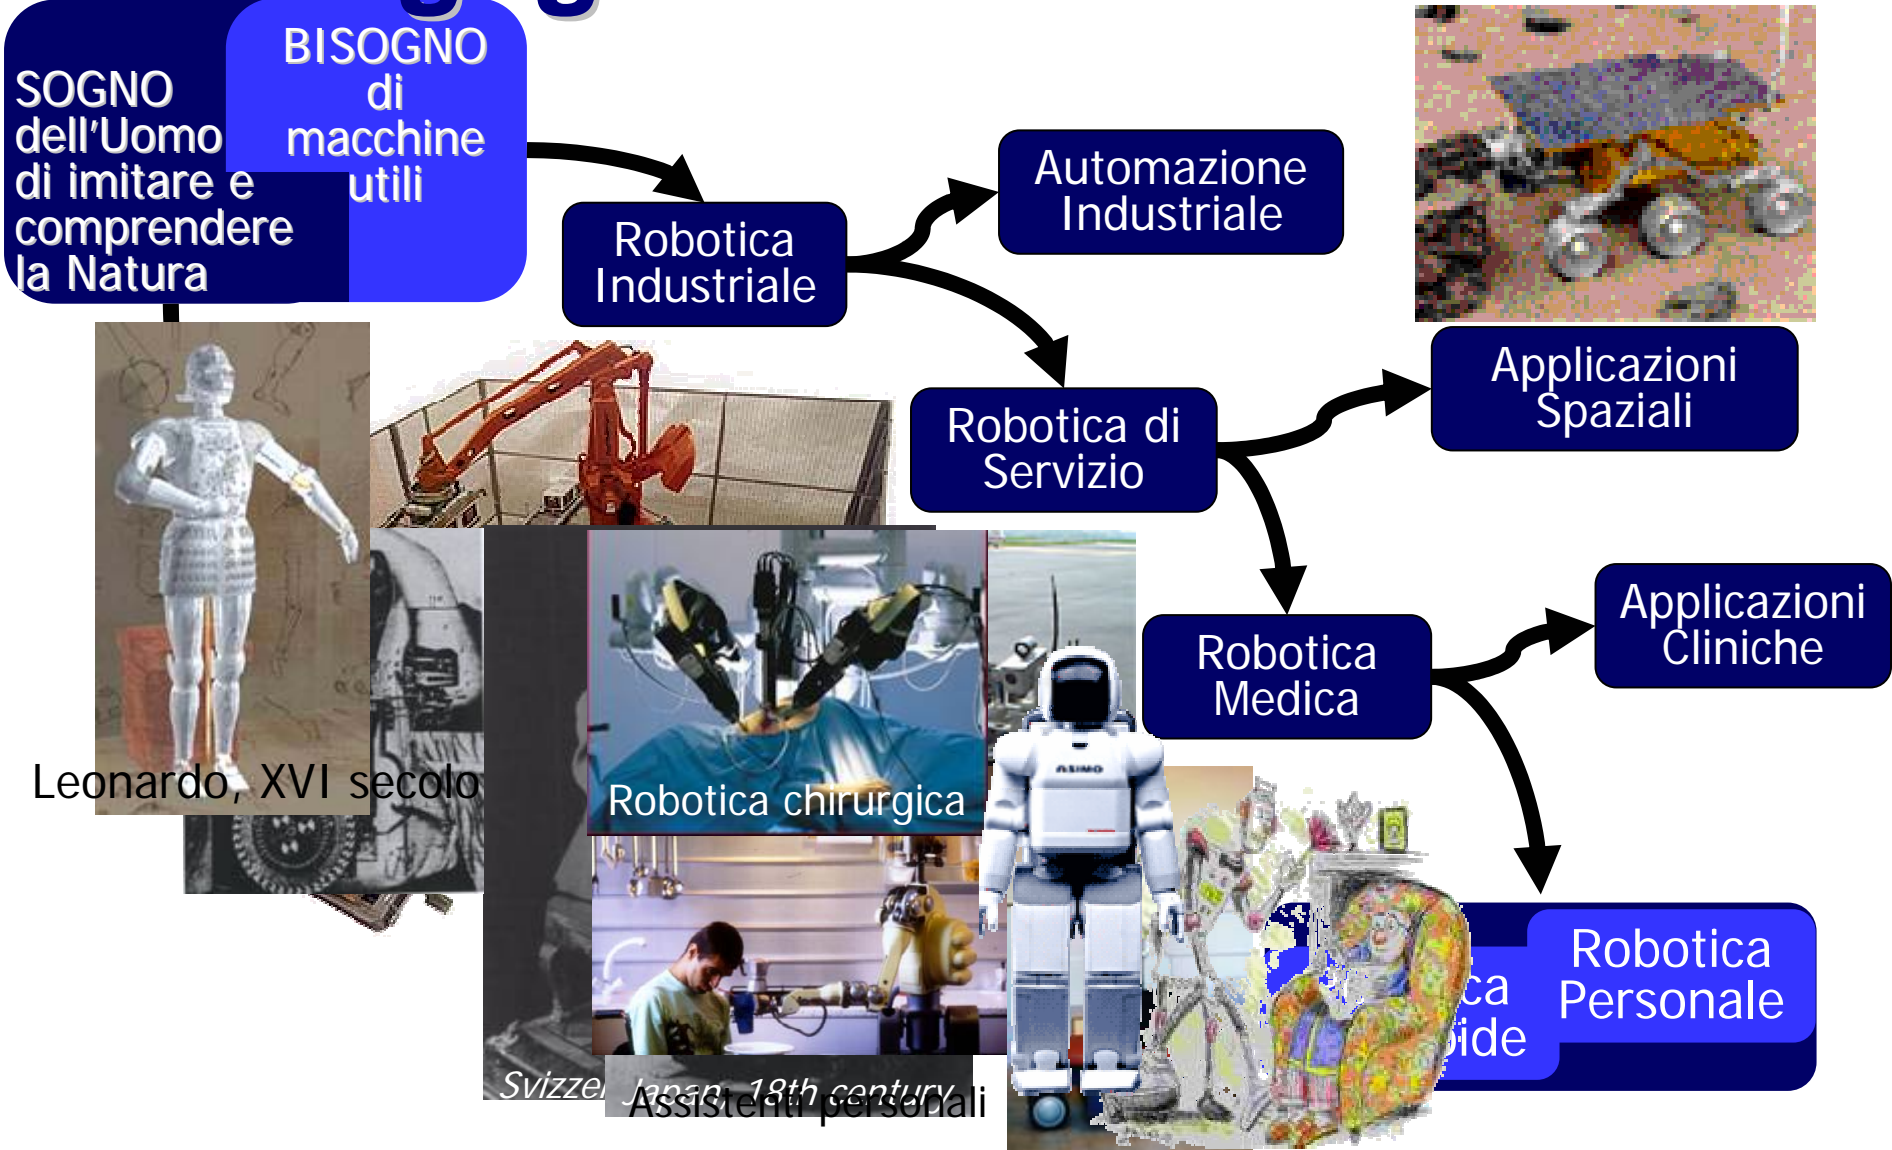 SOGNO
dell'Uomo
di imitare e
comprendere
la Natura
BISOGNO
di
macchine
utili
Robotica
Industriale
Automazione
Industriale
Robotica di
Servizio
Applicazioni
Spaziali
Robotica
Medica
Applicazioni
Cliniche
Robotica
Personale
Leonardo, XVI secolo
Robotica chirurgica
ASIMO
Japan, 18th century
Assistenti personali